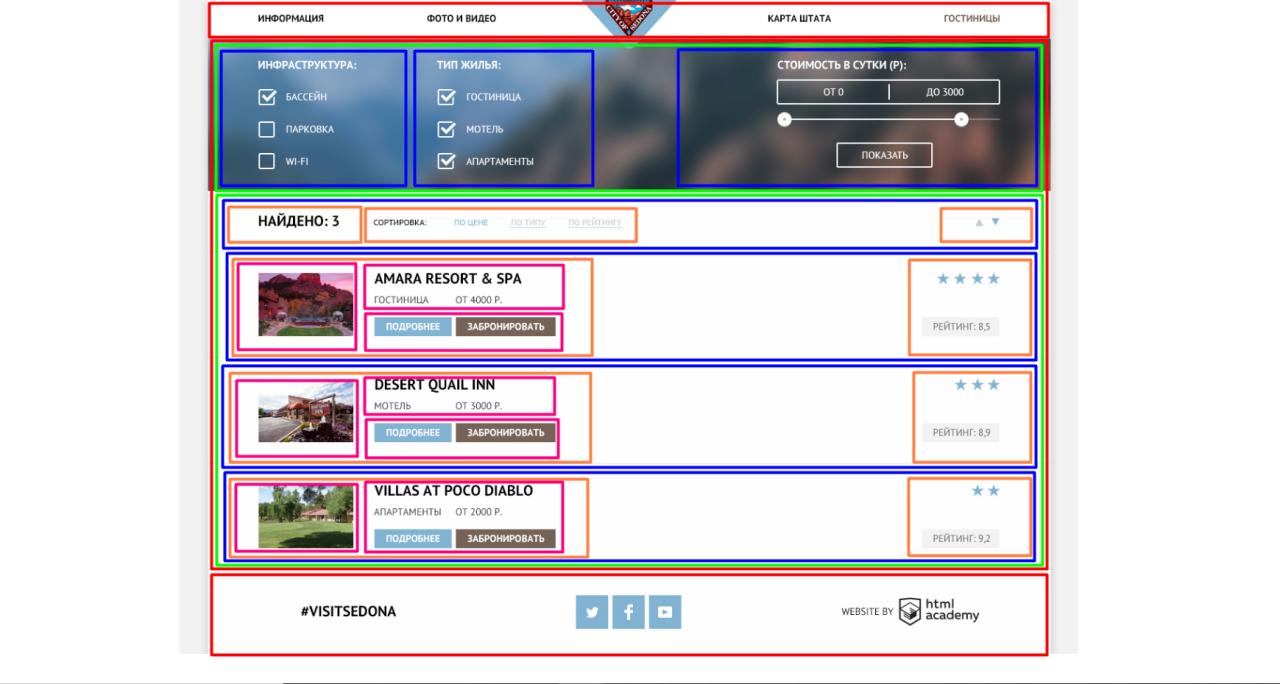 ИНФОРМАЦИЯ ФОТО И ВИДЕО CITY OF SEDONA КАРТА ШТАТА ГОСТИНИЦЫ
ИНФРАСТРУКТУРА: ТИП ЖИЛЬЯ: СТОИМОСТЬ В СУТКИ (Р):
БАССЕЙН ГОСТИНИЦА ОТ 0 ДО 3000
ПАРКОВКА МОТЕЛЬ
WI-FI АПАРТАМЕНТЫ ПОКАЗАТЬ
НАЙДЕНО: 3 СОРТИРОВКА: ПО ЦЕНЕ ПО ТИПУ ПО РЕЙТИНГУ
AMARA RESORT & SPA
ГОСТИНИЦА ОТ 4000 Р.
ПОДРОБНЕЕ ЗАБРОНИРОВАТЬ РЕЙТИНГ: 8,5
DESERT QUAIL INN
МОТЕЛЬ ОТ 3000 Р.
ПОДРОБНЕЕ ЗАБРОНИРОВАТЬ РЕЙТИНГ: 8,9
VILLAS AT POCO DIABLO
АПАРТАМЕНТЫ ОТ 2000 Р.
ПОДРОБНЕЕ ЗАБРОНИРОВАТЬ РЕЙТИНГ: 9,2
#VISITSEDONA WEBSITE BY html academy